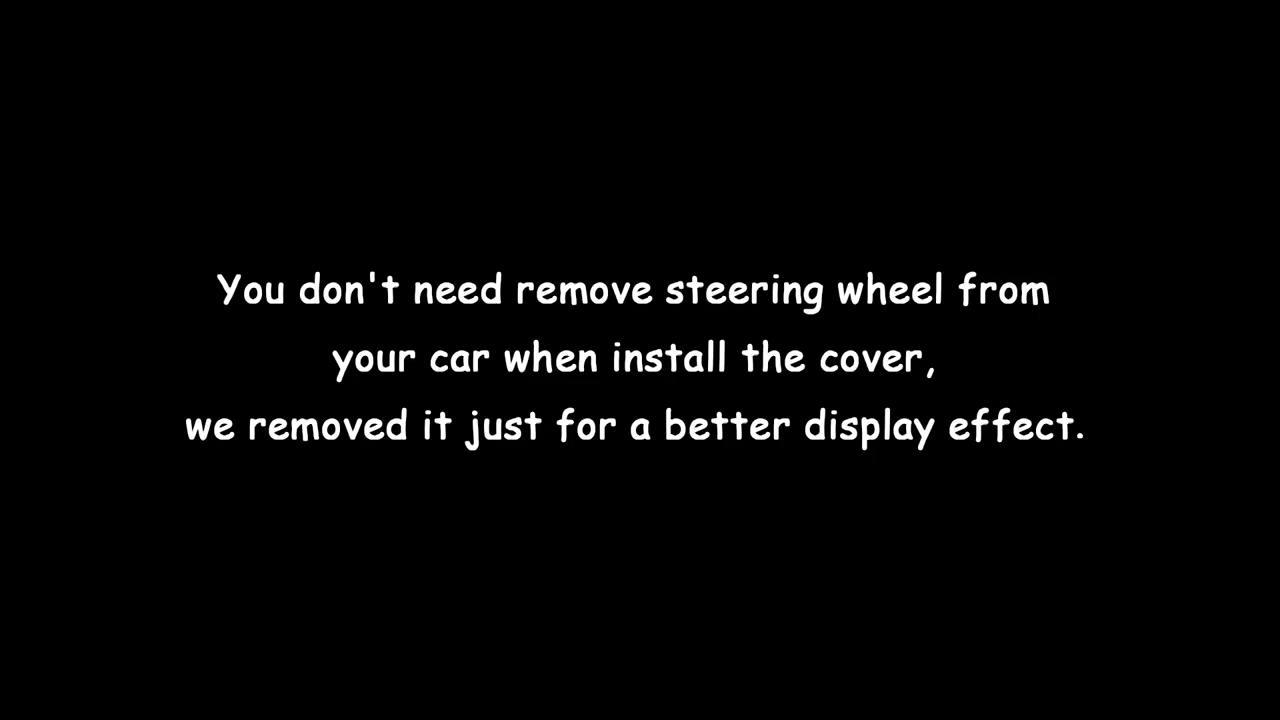 You don't need remove steering wheel from
your car when install the cover,
we removed it just for a better display effect.